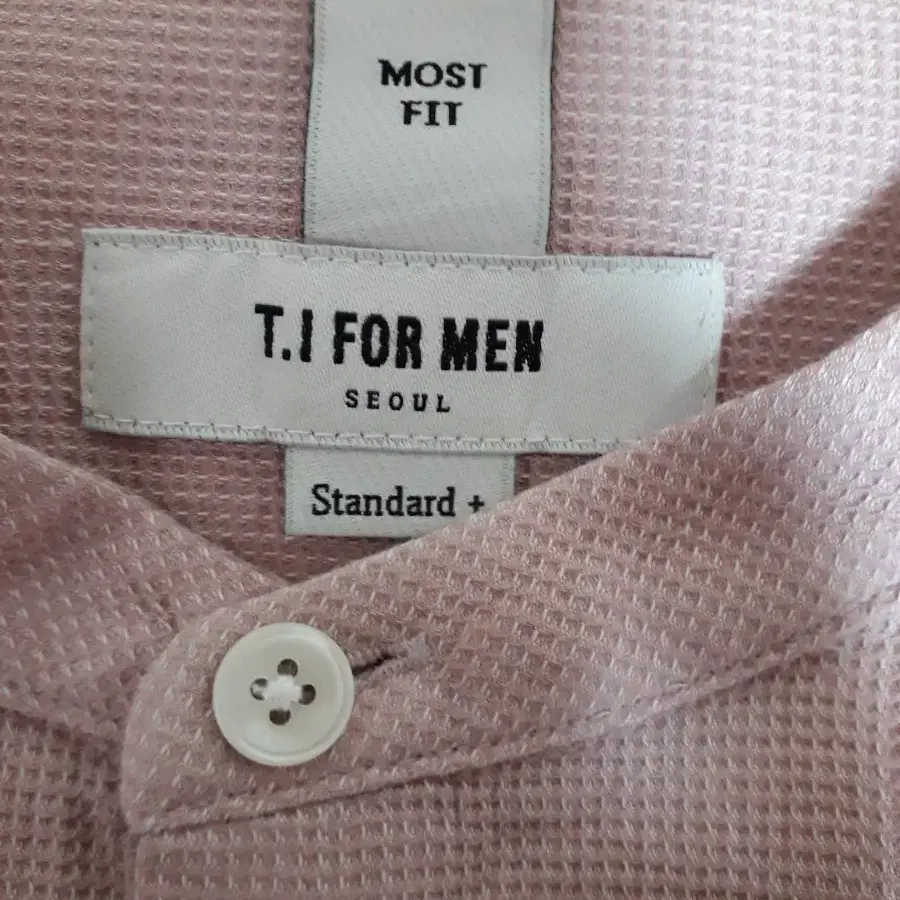 MOST
FIT
T.I FOR MEN
SEOUL
Standard +